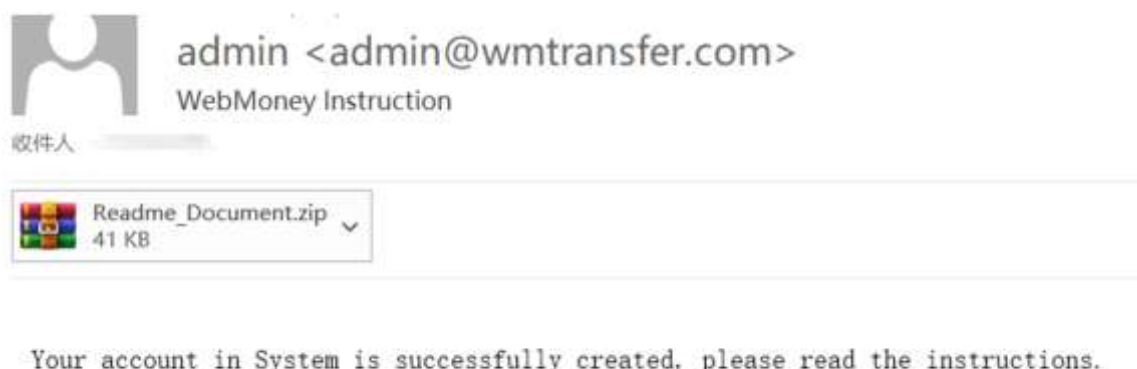 admin <admin@wmtransfer.com>
WebMoney Instruction
收件人
Readme_Document.zip
41 KB
Your account in System is successfully created. please read the instructions.